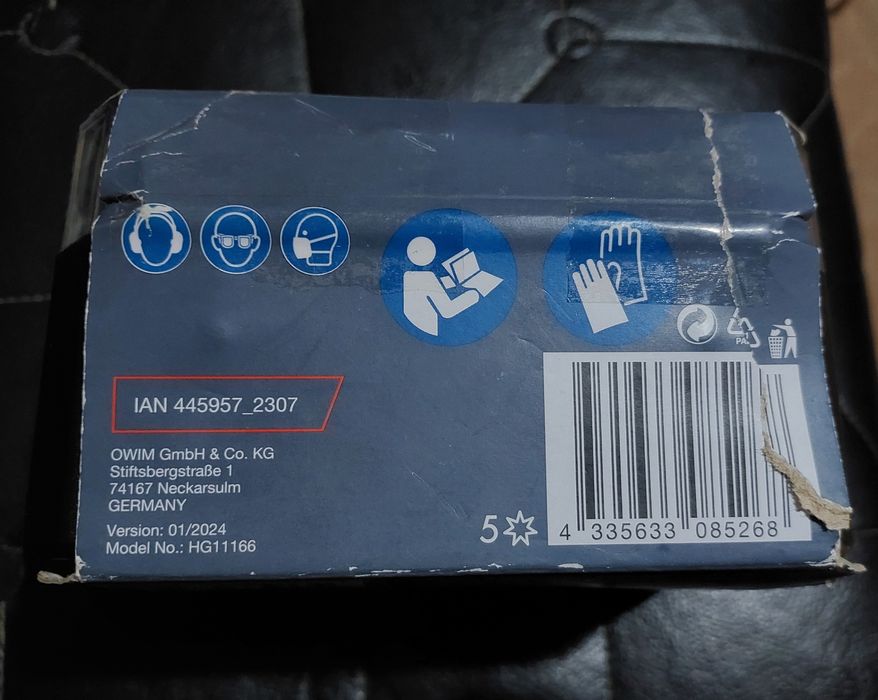 IAN 445957_2307
OWIM GmbH & Co. KG
Stiftsbergstraße 1
74167 Neckarsulm
GERMANY
Version: 01/2024
Model No.: HG11166
PAP
5
4 335633 085268